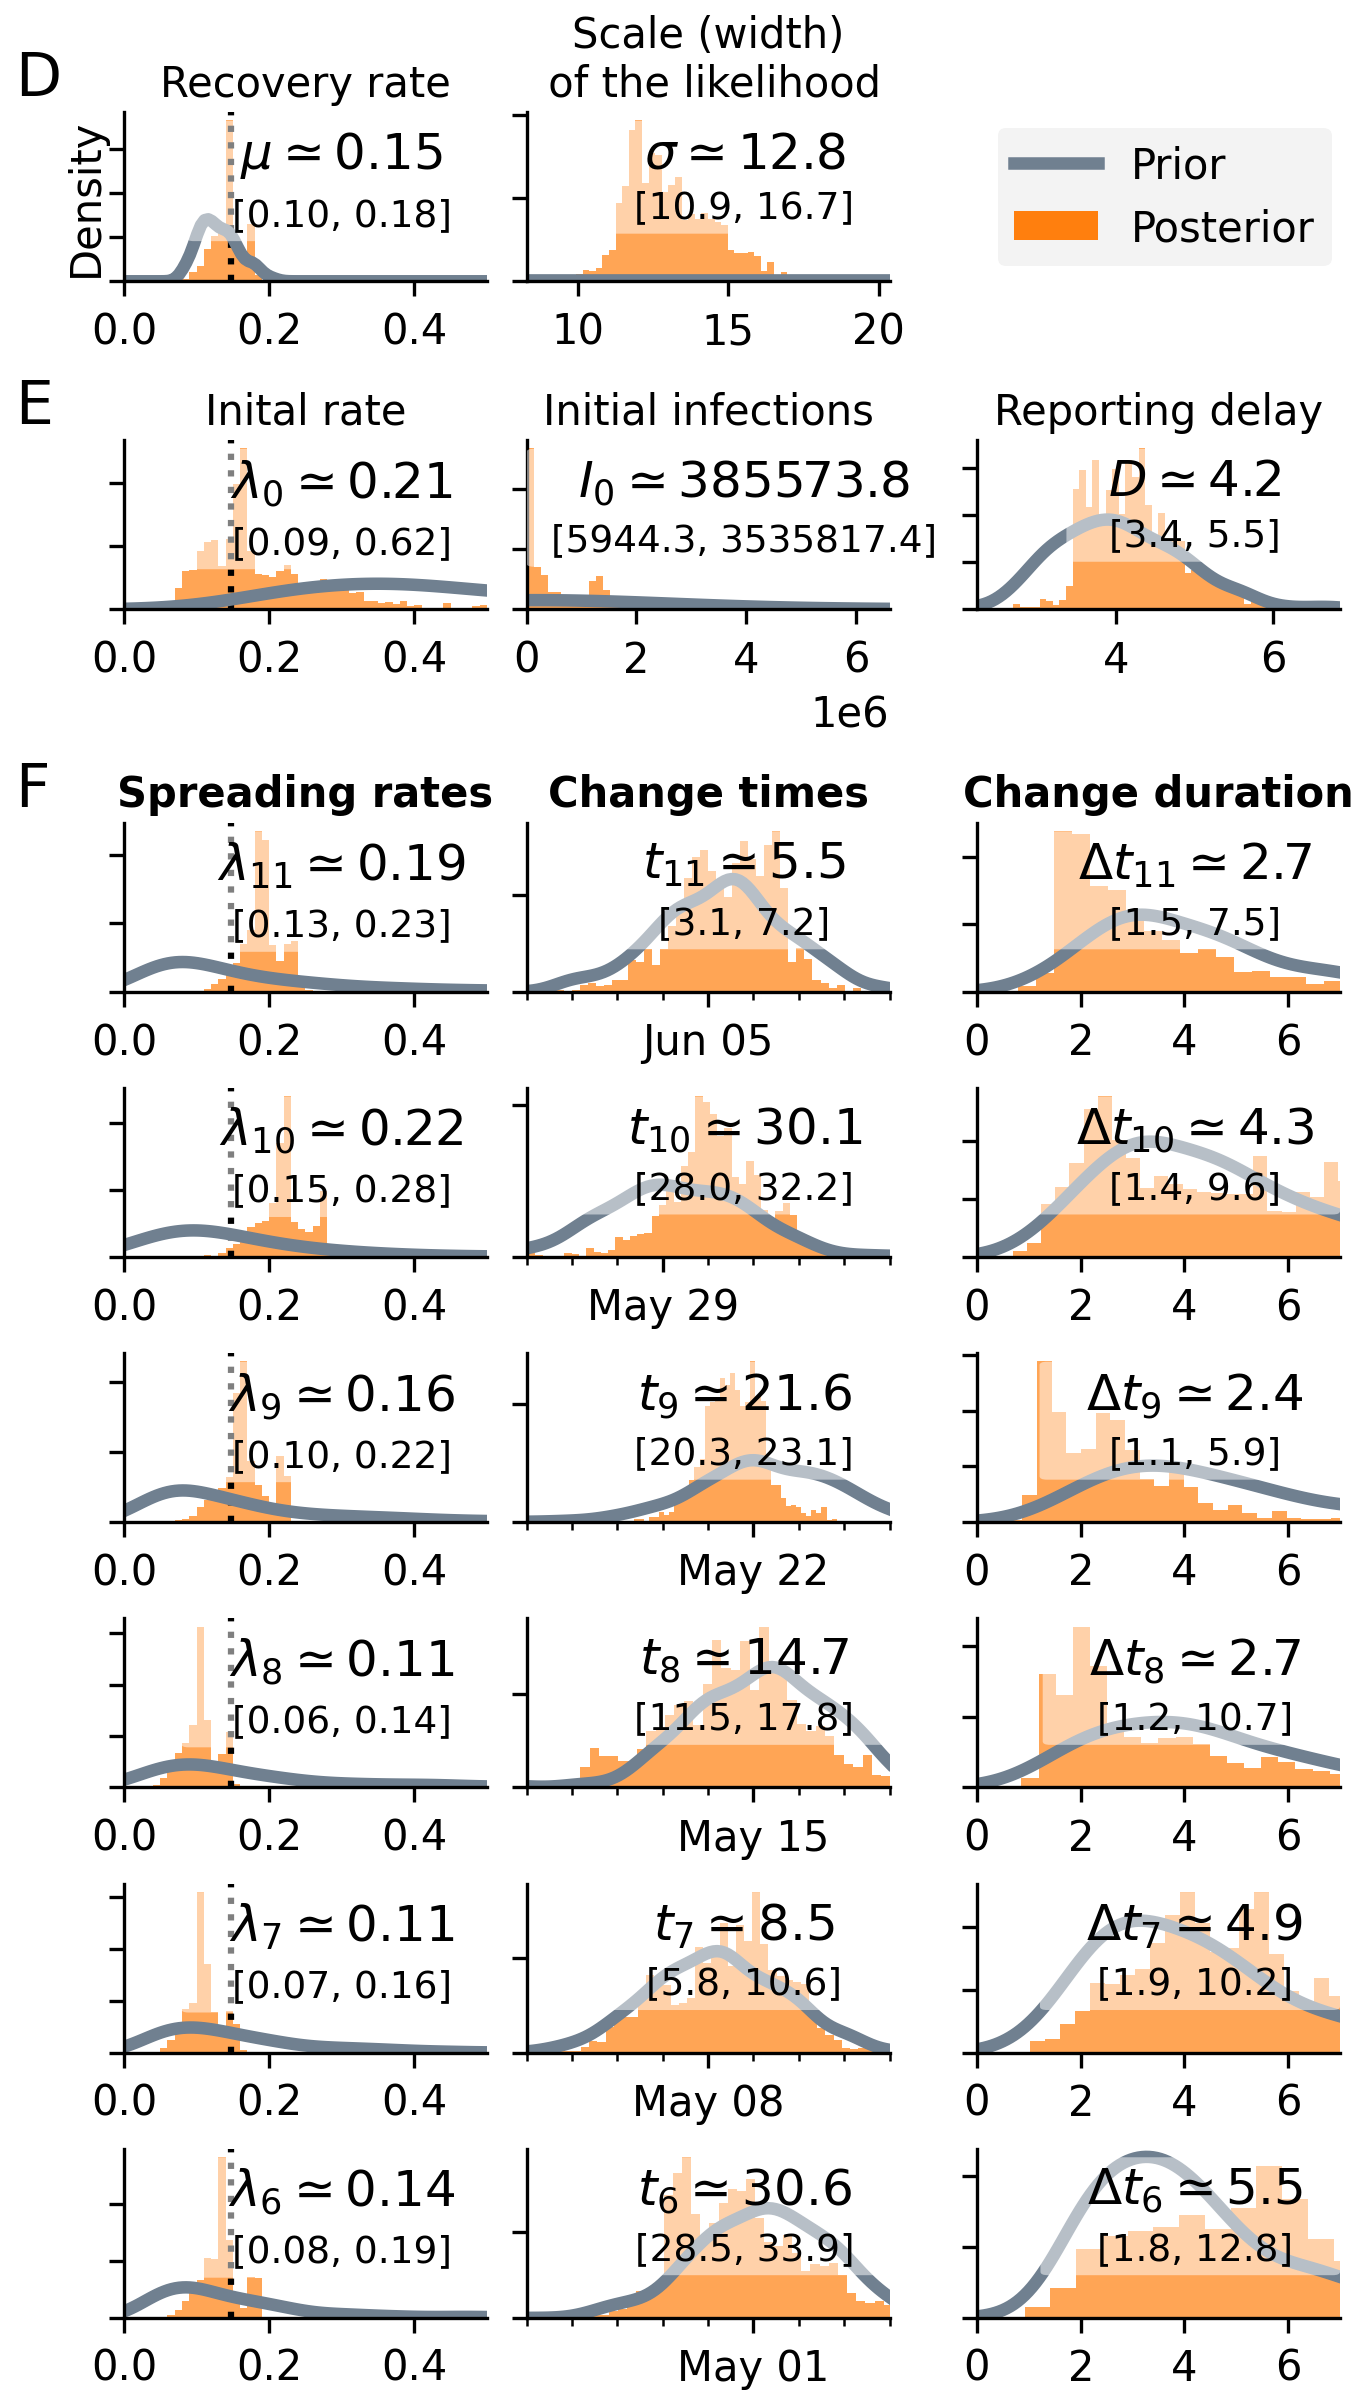 D
Recovery rate
Scale (width)
of the likelihood
Density
μ ≃ 0.15
[0.10, 0.18]
0.0 0.2 0.4
σ ≃ 12.8
[10.9, 16.7]
10 15 20
Prior
Posterior
E
Inital rate
λ0 ≃ 0.21
[0.09, 0.62]
0.0 0.2 0.4
Initial infections
I0 ≃ 385573.8
[5944.3, 3535817.4]
0 2 4 6
1e6
Reporting delay
D ≃ 4.2
[3.4, 5.5]
4 6
F
Spreading rates
Change times
Change duration
λ11 ≃ 0.19
[0.13, 0.23]
0.0 0.2 0.4
t11 ≃ 5.5
[3.1, 7.2]
Jun 05
Δt11 ≃ 2.7
[1.5, 7.5]
0 2 4 6
λ10 ≃ 0.22
[0.15, 0.28]
0.0 0.2 0.4
t10 ≃ 30.1
[28.0, 32.2]
May 29
Δt10 ≃ 4.3
[1.4, 9.6]
0 2 4 6
λ9 ≃ 0.16
[0.10, 0.22]
0.0 0.2 0.4
t9 ≃ 21.6
[20.3, 23.1]
May 22
Δt9 ≃ 2.4
[1.1, 5.9]
0 2 4 6
λ8 ≃ 0.11
[0.06, 0.14]
0.0 0.2 0.4
t8 ≃ 14.7
[11.5, 17.8]
May 15
Δt8 ≃ 2.7
[1.2, 10.7]
0 2 4 6
λ7 ≃ 0.11
[0.07, 0.16]
0.0 0.2 0.4
t7 ≃ 8.5
[5.8, 10.6]
May 08
Δt7 ≃ 4.9
[1.9, 10.2]
0 2 4 6
λ6 ≃ 0.14
[0.08, 0.19]
0.0 0.2 0.4
t6 ≃ 30.6
[28.5, 33.9]
May 01
Δt6 ≃ 5.5
[1.8, 12.8]
0 2 4 6